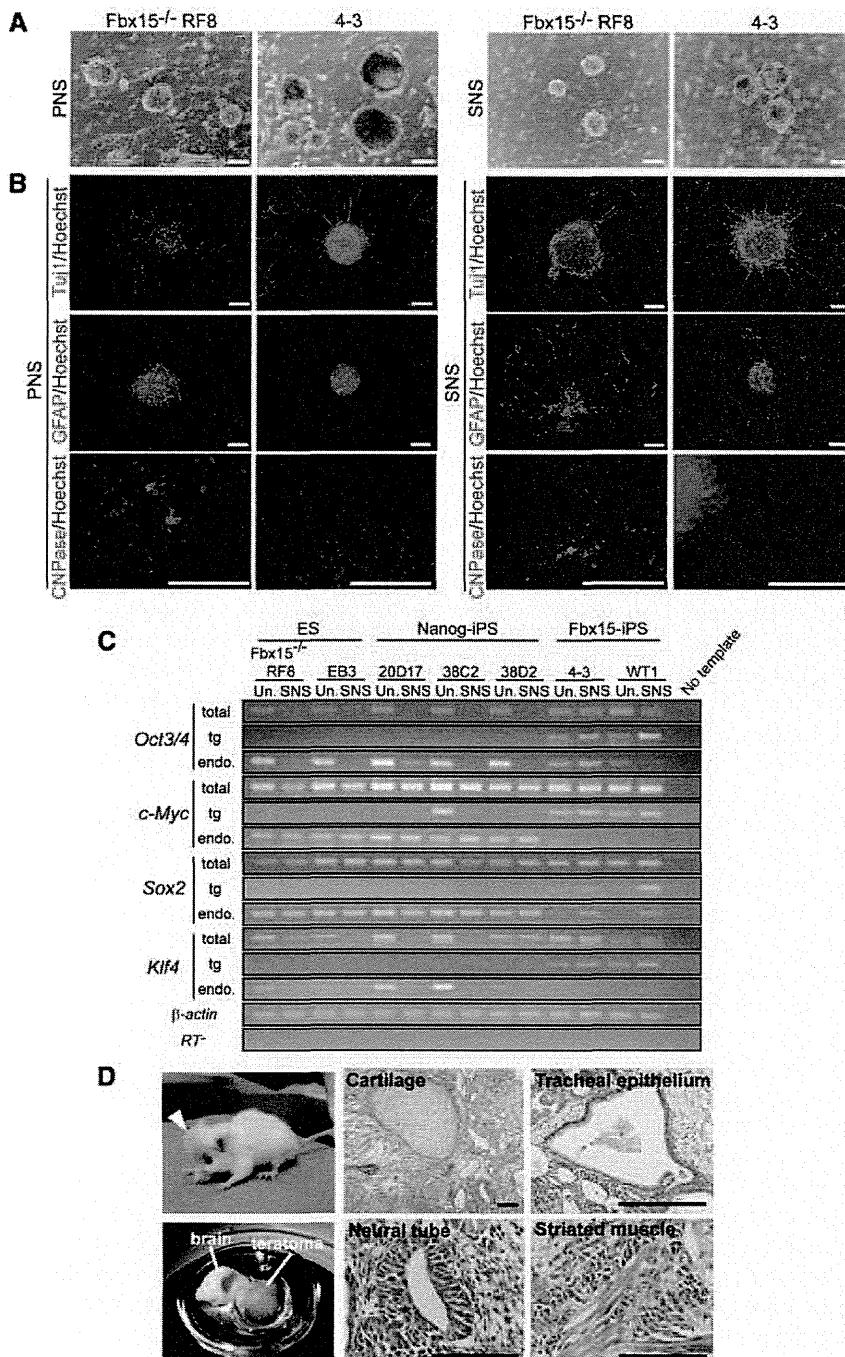 A
Fbx15-/- RF8
4-3
Fbx15-/- RF8
4-3
PNS
SNS
B
PNS
Tuj1/Hoechst
GFAP/Hoechst
CNPase/Hoechst
SNS
Tuj1/Hoechst
GFAP/Hoechst
CNPase/Hoechst
C
ES
Nanog-iPS
Fbx15-iPS
No template
Fbx15-/-
RF8
EB3
20D17
38C2
38D2
4-3
WT1
Un. SNS Un. SNS Un. SNS Un. SNS Un. SNS Un. SNS Un. SNS
Oct3/4
total
tg
endo.
c-Myc
total
tg
endo.
Sox2
total
tg
endo.
Klf4
total
tg
endo.
β-actin
RT-
D
Cartilage
Tracheal epithelium
brain
teratoma
Neural tube
Striated muscle